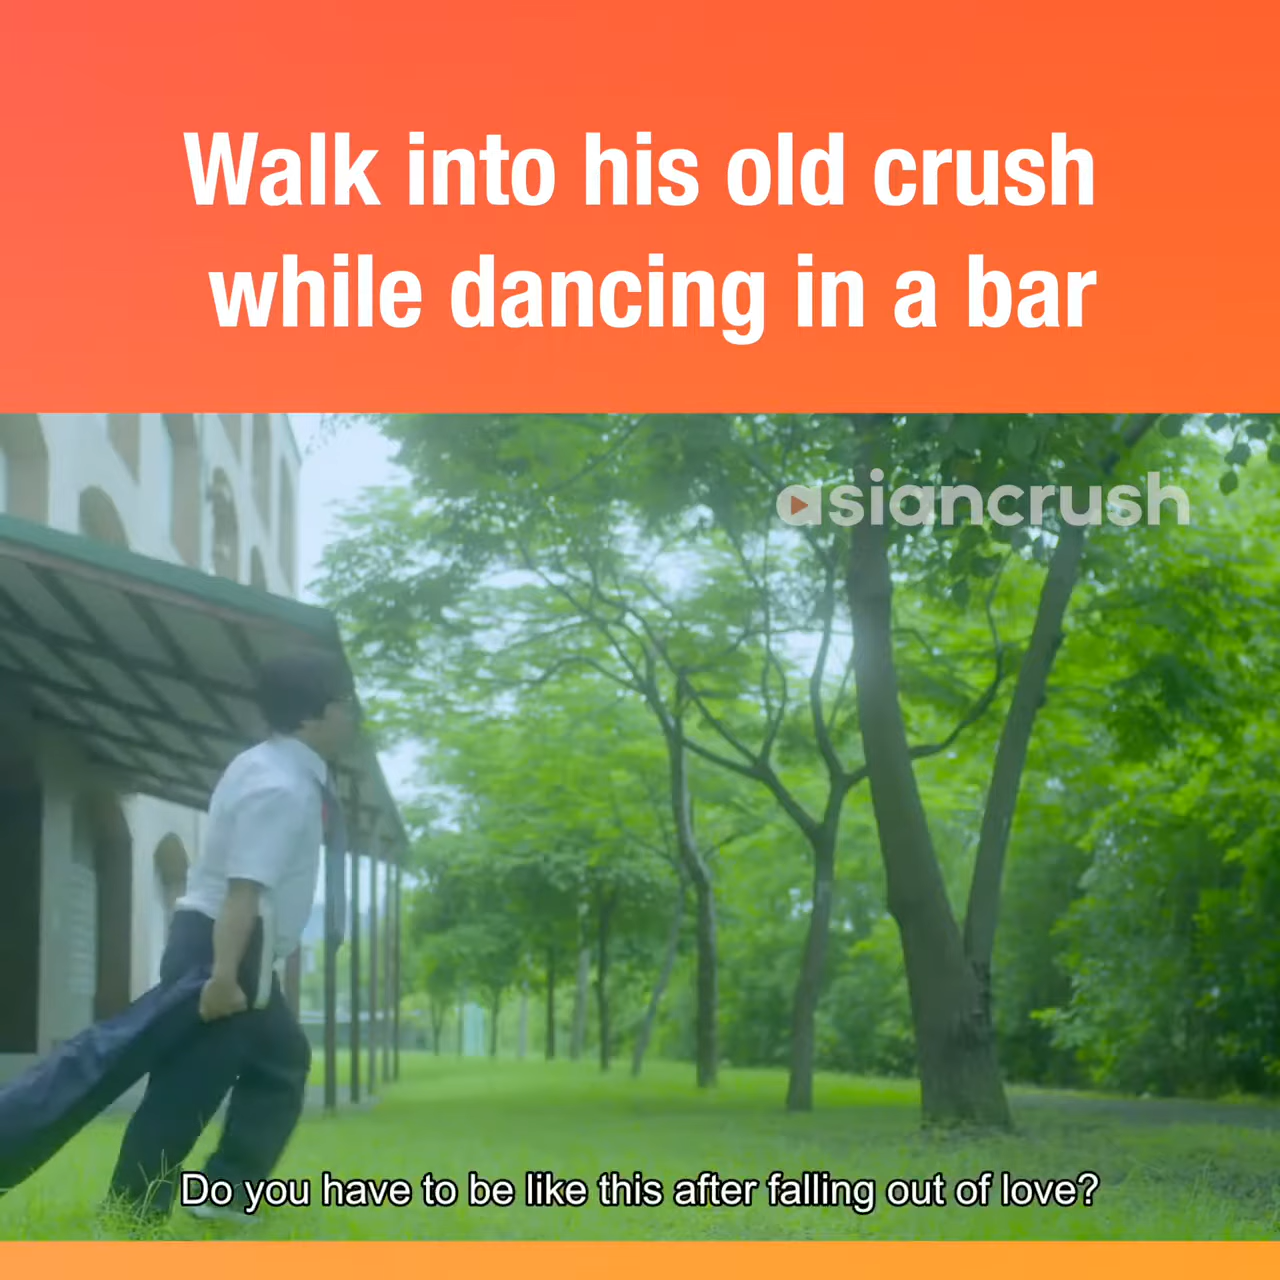 Walk into his old crush
while dancing in a bar
asiancrush
Do you have to be like this after falling out of love?